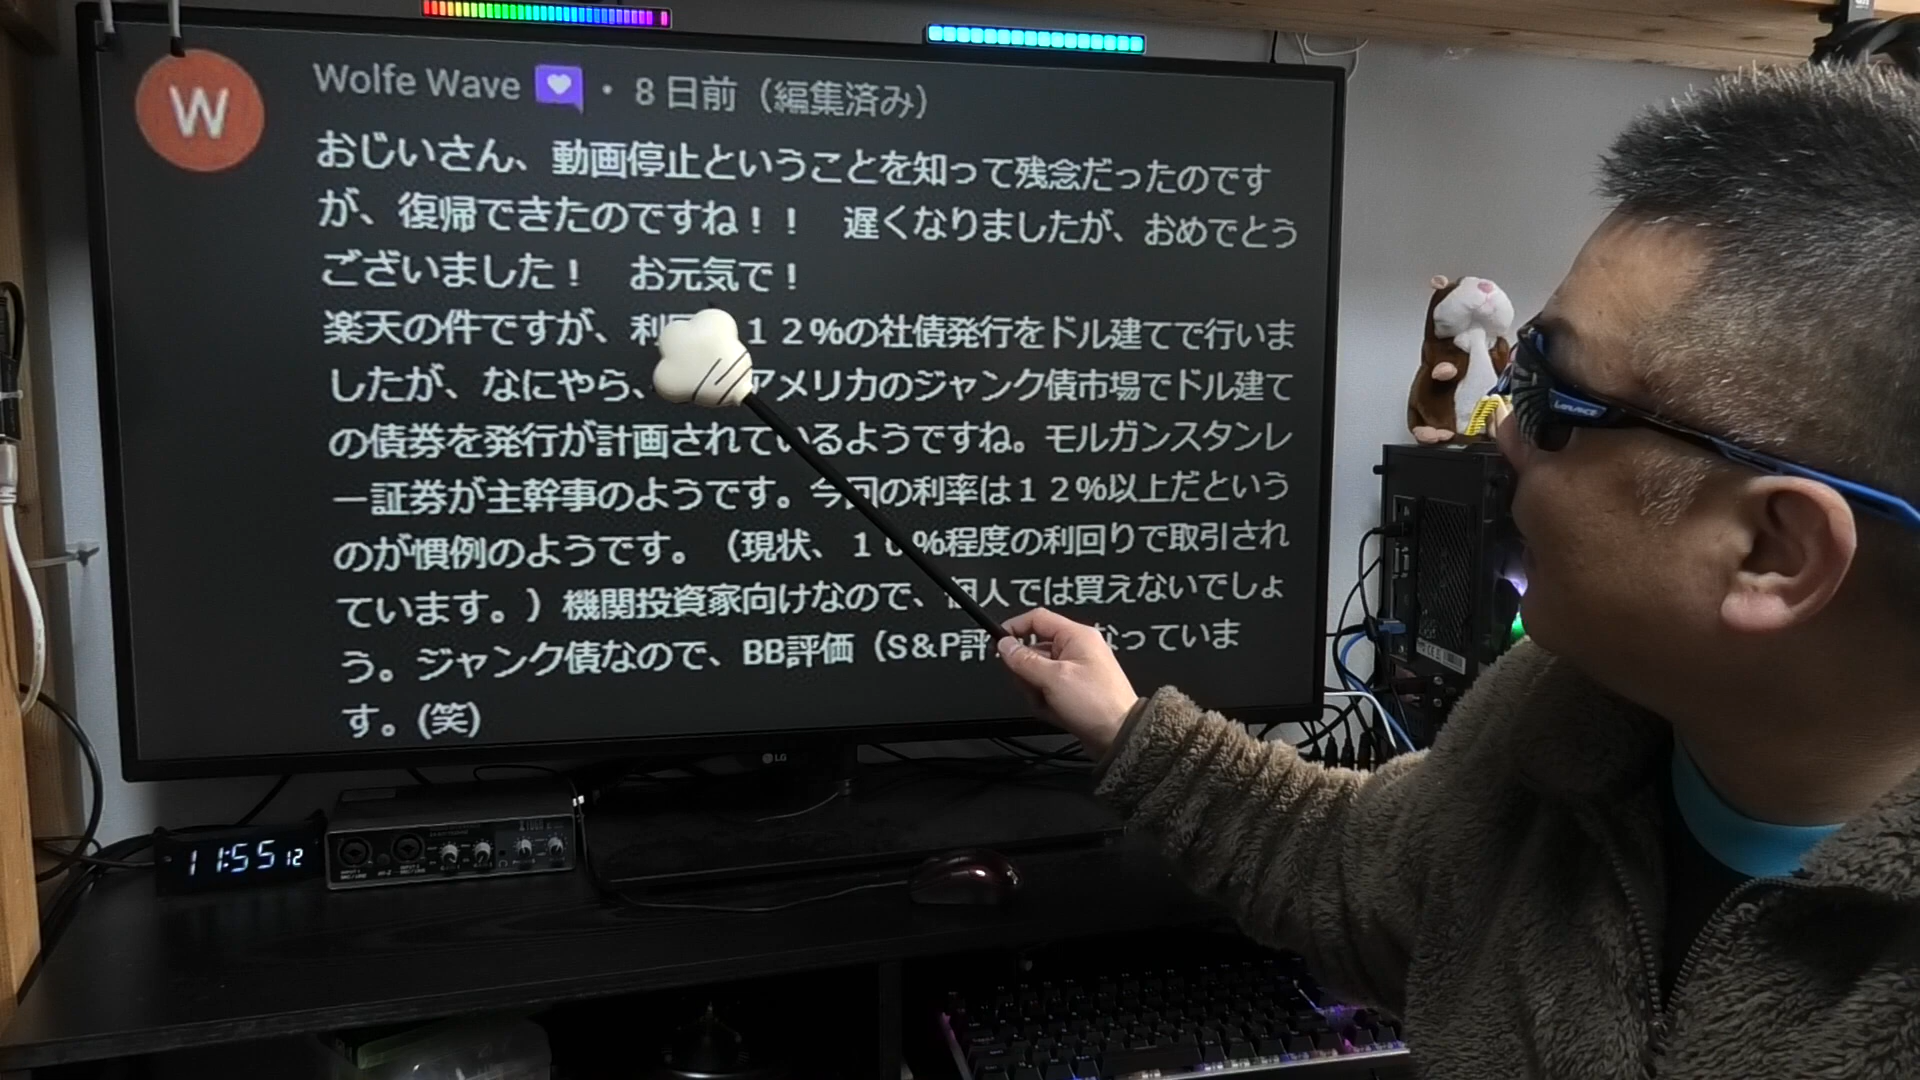 W
Wolfe Wave ・ 8 日前（編集済み）
おじいさん、動画停止ということを知って残念だったのです
が、復帰できたのですね！！　遅くなりましたが、おめでとう
ございました！　お元気で！
楽天の件ですが、利 １２％の社債発行をドル建てで行いま
したが、なにやら、 アメリカのジャンク債市場でドル建て
の債券を発行が計画されているようですね。モルガンスタンレ
ー証券が主幹事のようです。今回の利率は１２％以上だという
のが慣例のようです。（現状、１０％程度の利回りで取引され
ています。）機関投資家向けなので、個人では買えないでしょ
う。ジャンク債なので、BB評価（S＆P評 なっていま
す。(笑)
LG
11:55 12